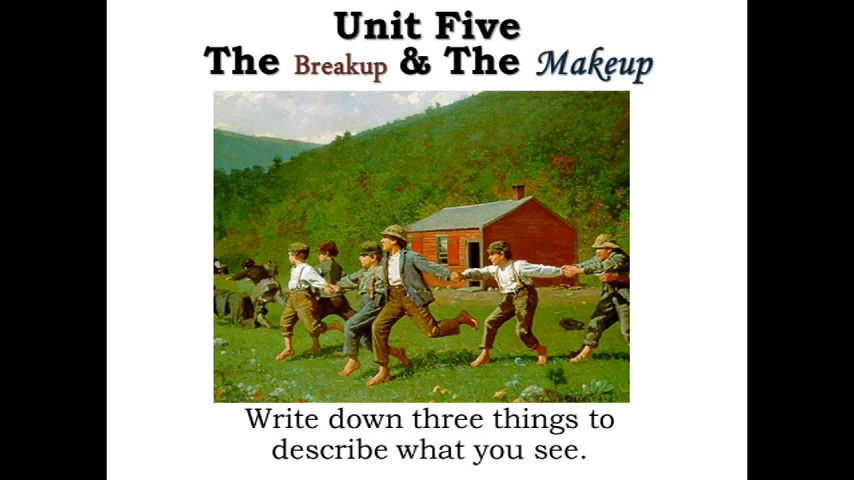 Unit Five
The Breakup & The Makeup
Write down three things to
describe what you see.